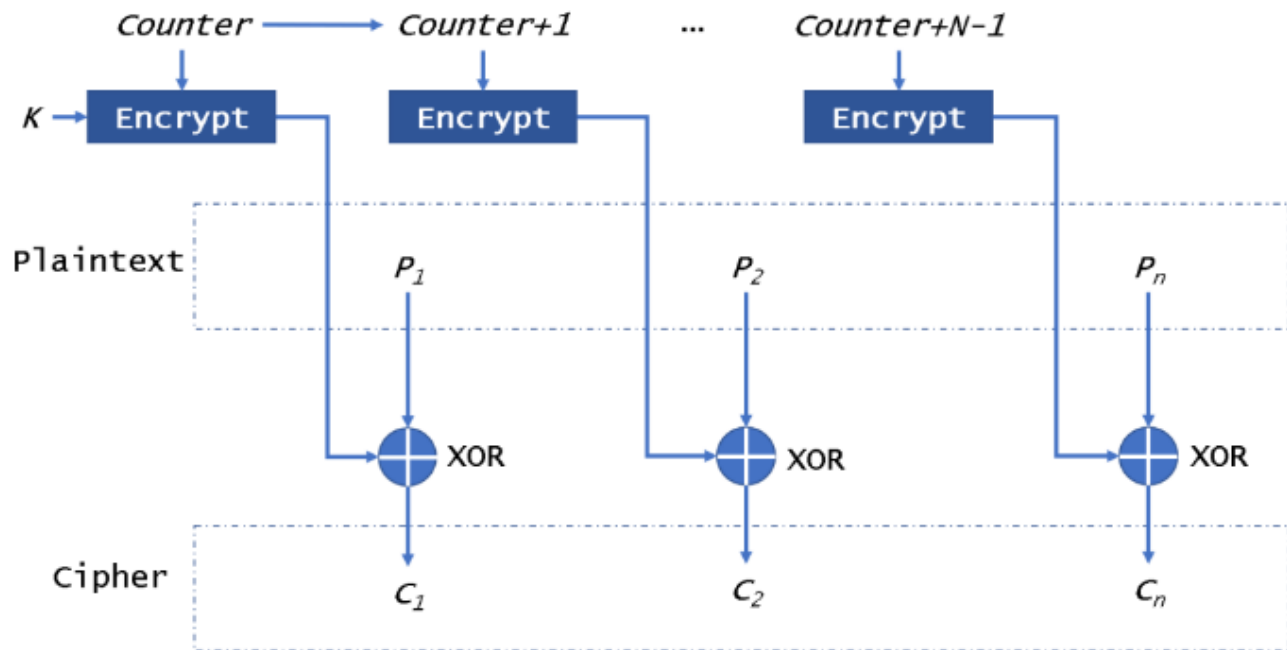 Counter Counter+1 ... Counter+N-1
K Encrypt Encrypt Encrypt
Plaintext P1 P2 Pn
XOR XOR XOR
Cipher C1 C2 Cn